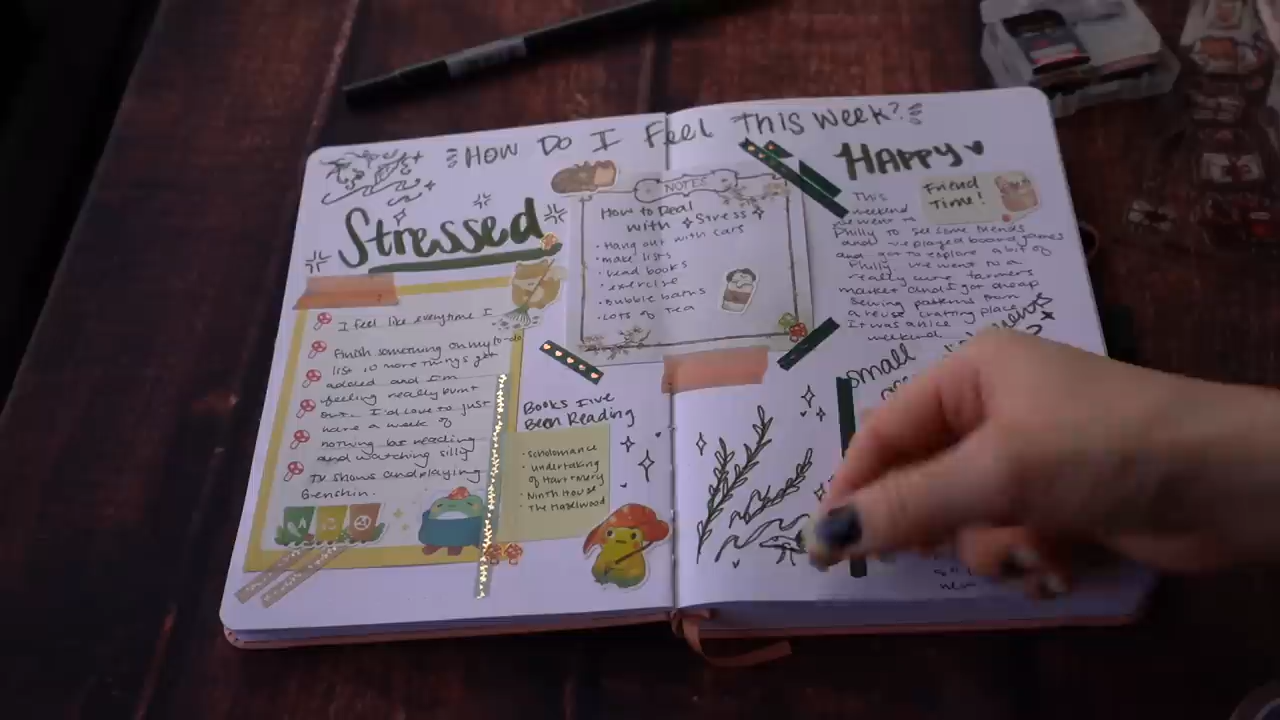 HOW DO I FEEL THIS WEEK?
Stressed
I feel like everytime I
Finish something on my to-do
list 10 more things get
added and I'm
feeling really burnt
out. I'd love to just
have a week of
nothing but reading
and watching silly
TV shows and playing
Genshin.
NOTES
How to Deal
with Stress
• Hang out with cats
• make lists
• read books
• exercise
• Bubble baths
• Lots of tea
Books I've
Been Reading
• Scholomance
• undertaking
of Hart & Mercy
• Ninth House
• The Hazelwood
HAPPY
Friend
Time!
This
weekend
we went to
Philly to see some friends
and we played board games
and got to explore a bit of
Philly. We went to a
really cute farmers
market and I got cheap
sewing patterns from
a reuse crafting place
It was a nice
weekend.
small